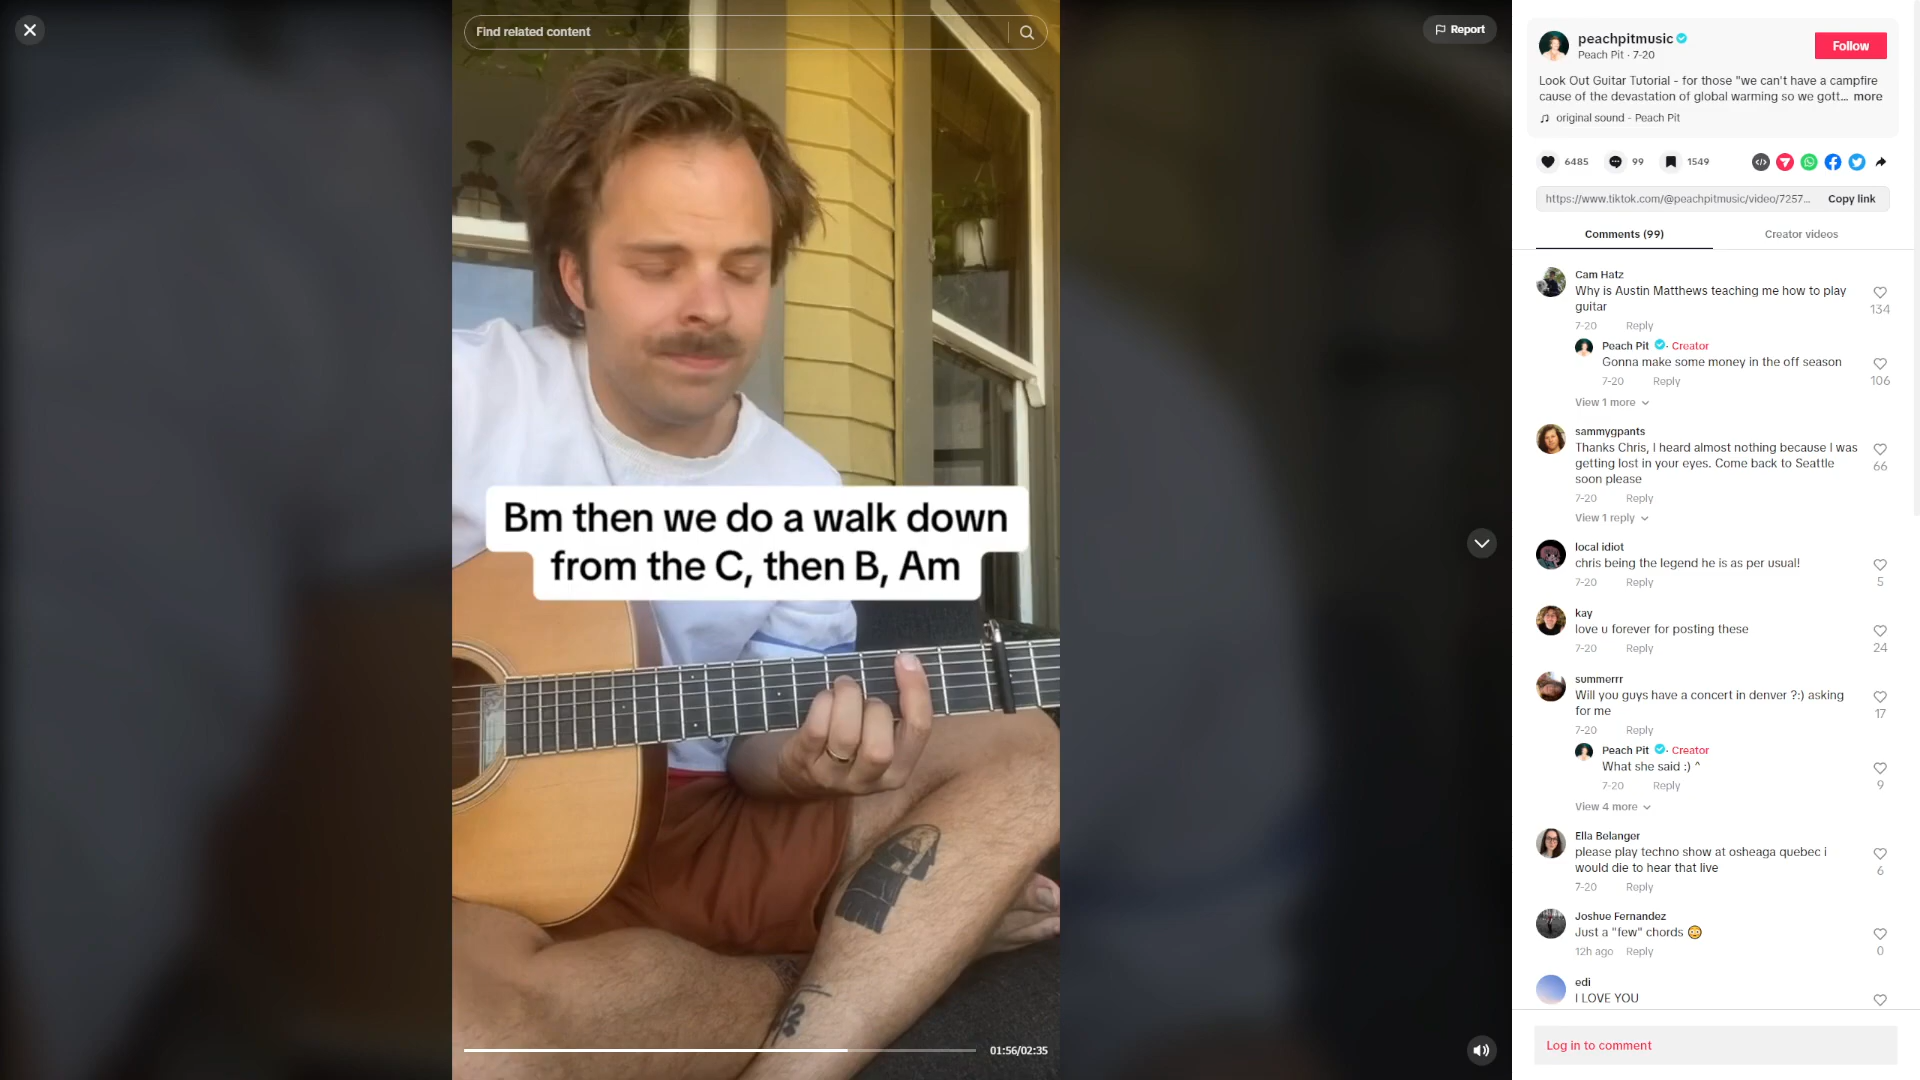 Find related content
Report
Bm then we do a walk down
from the C, then B, Am
01:56/02:35
peachpitmusic
Peach Pit · 7-20
Follow
Look Out Guitar Tutorial - for those "we can't have a campfire
cause of the devastation of global warming so we gott... more
original sound - Peach Pit
6485
99
1549
https://www.tiktok.com/@peachpitmusic/video/7257...
Copy link
Comments (99)
Creator videos
Cam Hatz
Why is Austin Matthews teaching me how to play
guitar
134
7-20 Reply
Peach Pit · Creator
Gonna make some money in the off season
106
7-20 Reply
View 1 more
sammygpants
Thanks Chris, I heard almost nothing because I was
getting lost in your eyes. Come back to Seattle
soon please
66
7-20 Reply
View 1 reply
local idiot
chris being the legend he is as per usual!
5
7-20 Reply
kay
love u forever for posting these
24
7-20 Reply
summerrr
Will you guys have a concert in denver ?:) asking
for me
17
7-20 Reply
Peach Pit · Creator
What she said :) ^
9
7-20 Reply
View 4 more
Ella Belanger
please play techno show at osheaga quebec i
would die to hear that live
6
7-20 Reply
Joshue Fernandez
Just a "few" chords 😳
0
12h ago Reply
edi
I LOVE YOU
Log in to comment